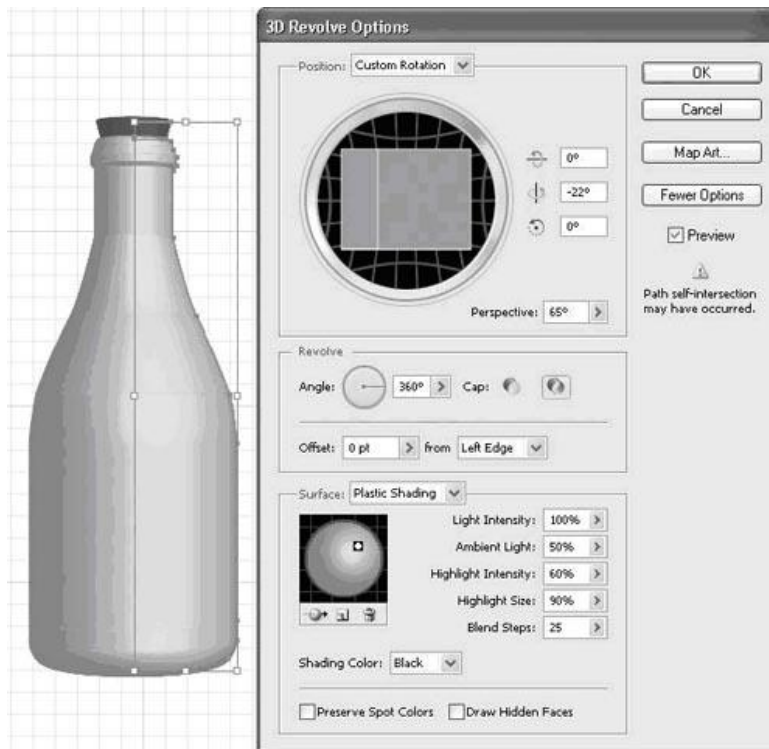 3D Revolve Options
Position: Custom Rotation
0°
-22°
0°
Perspective: 65°
OK
Cancel
Map Art...
Fewer Options
Preview
Path self-intersection
may have occurred.
Revolve
Angle: 360° Cap:
Offset: 0 pt from Left Edge
Surface: Plastic Shading
Light Intensity: 100%
Ambient Light: 50%
Highlight Intensity: 60%
Highlight Size: 90%
Blend Steps: 25
Shading Color: Black
Preserve Spot Colors Draw Hidden Faces